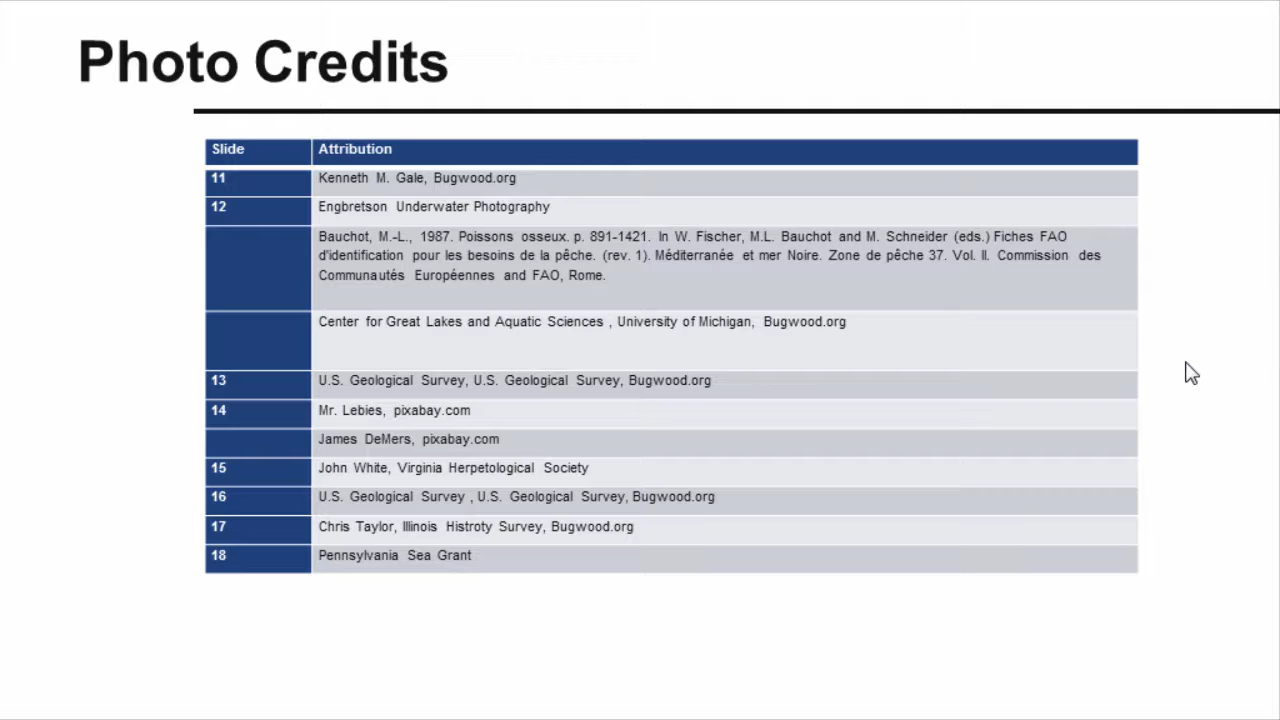 Photo Credits
Slide Attribution
11 Kenneth M. Gale, Bugwood.org
12 Engbretson Underwater Photography
Bauchot, M.-L., 1987. Poissons osseux. p. 891-1421. In W. Fischer, M.L. Bauchot and M. Schneider (eds.) Fiches FAO
d'identification pour les besoins de la pêche. (rev. 1). Méditerranée et mer Noire. Zone de pêche 37. Vol. II. Commission des
Communautés Européennes and FAO, Rome.
Center for Great Lakes and Aquatic Sciences , University of Michigan, Bugwood.org
13 U.S. Geological Survey, U.S. Geological Survey, Bugwood.org
14 Mr. Lebies, pixabay.com
James DeMers, pixabay.com
15 John White, Virginia Herpetological Society
16 U.S. Geological Survey , U.S. Geological Survey, Bugwood.org
17 Chris Taylor, Illinois Histroty Survey, Bugwood.org
18 Pennsylvania Sea Grant